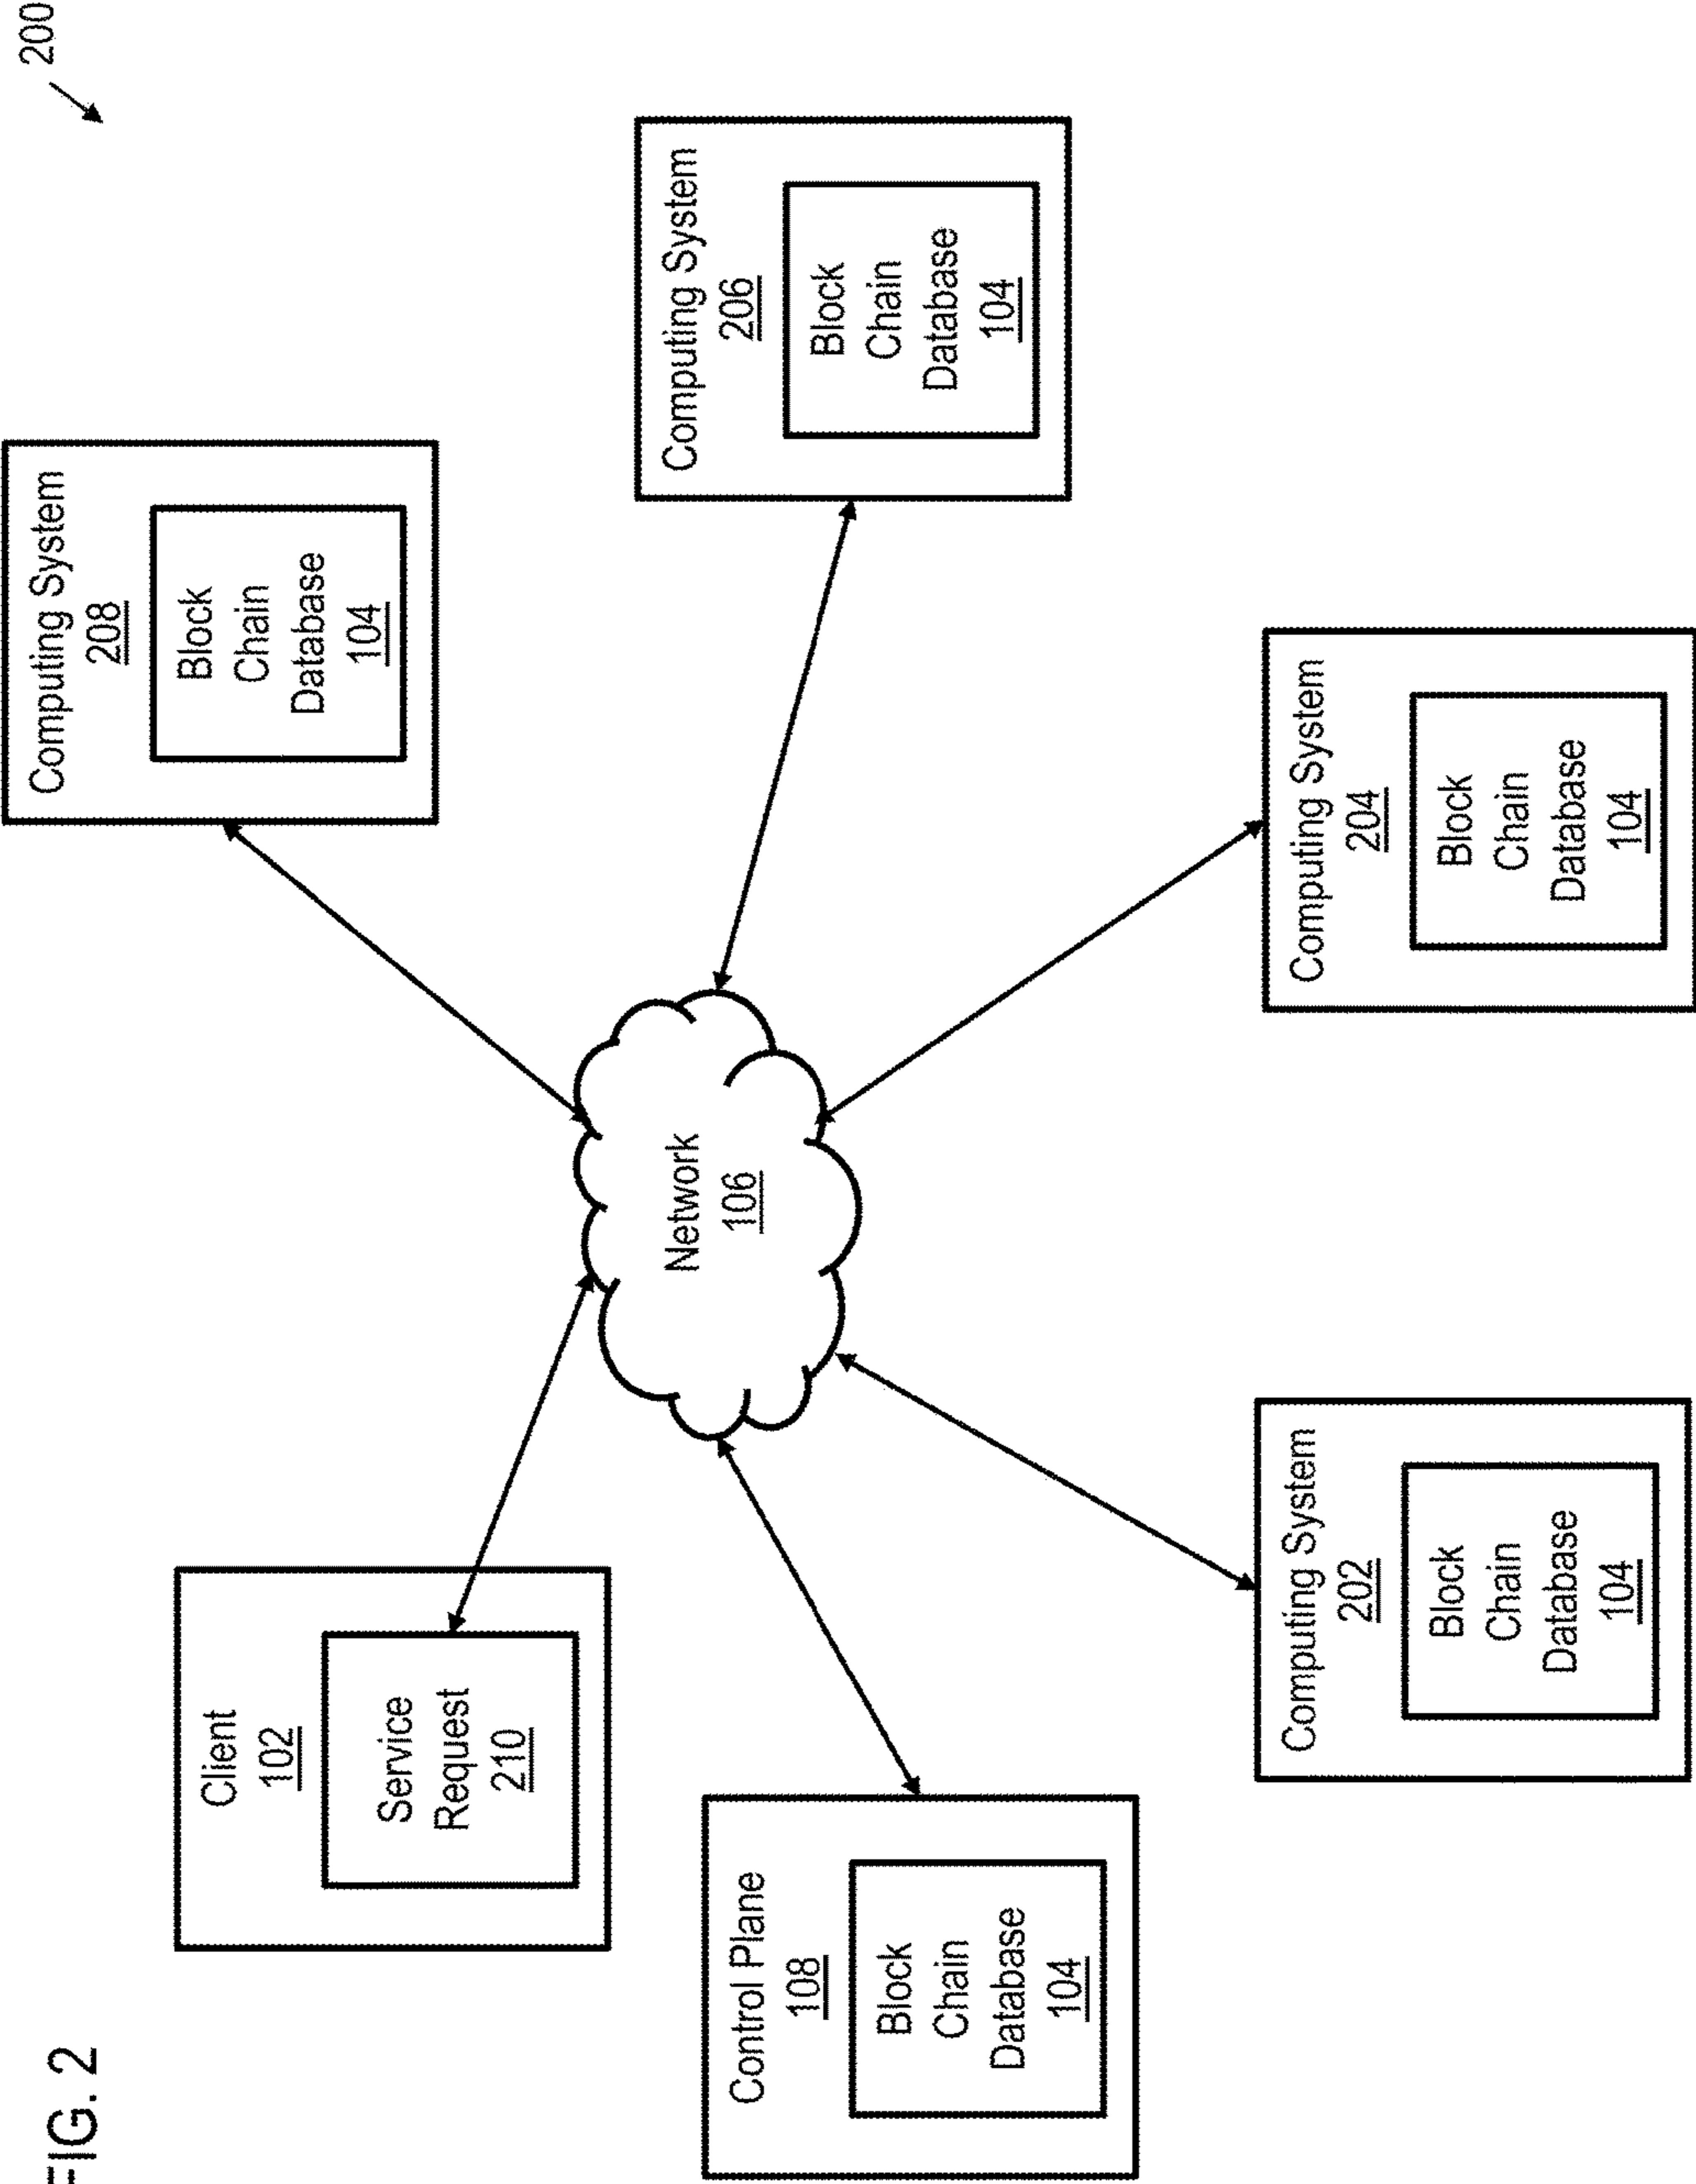 FIG. 2
200
Client
102
Service
Request
210
Computing System
208
Block
Chain
Database
104
Control Plane
108
Block
Chain
Database
104
Network
106
Computing System
206
Block
Chain
Database
104
Computing System
202
Block
Chain
Database
104
Computing System
204
Block
Chain
Database
104